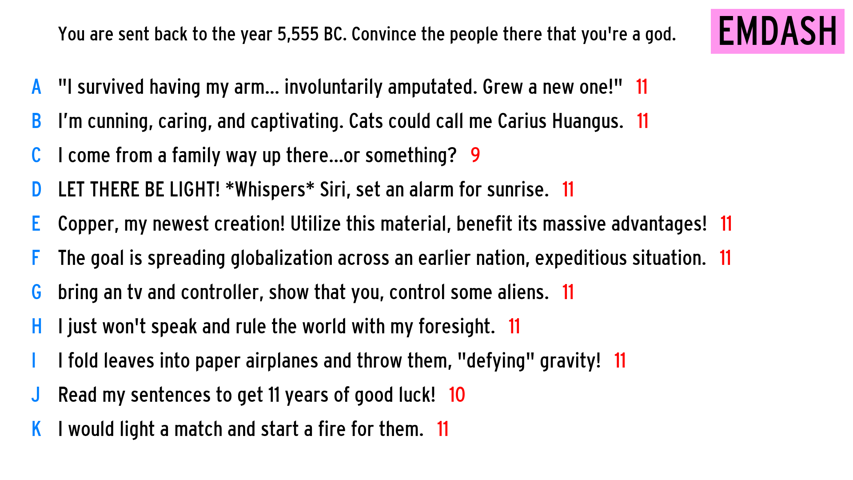 You are sent back to the year 5,555 BC. Convince the people there that you're a god.
EMDASH
A "I survived having my arm... involuntarily amputated. Grew a new one!" 11
B I'm cunning, caring, and captivating. Cats could call me Carius Huangus. 11
C I come from a family way up there...or something? 9
D LET THERE BE LIGHT! *Whispers* Siri, set an alarm for sunrise. 11
E Copper, my newest creation! Utilize this material, benefit its massive advantages! 11
F The goal is spreading globalization across an earlier nation, expeditious situation. 11
G bring an tv and controller, show that you, control some aliens. 11
H I just won't speak and rule the world with my foresight. 11
I I fold leaves into paper airplanes and throw them, "defying" gravity! 11
J Read my sentences to get 11 years of good luck! 10
K I would light a match and start a fire for them. 11